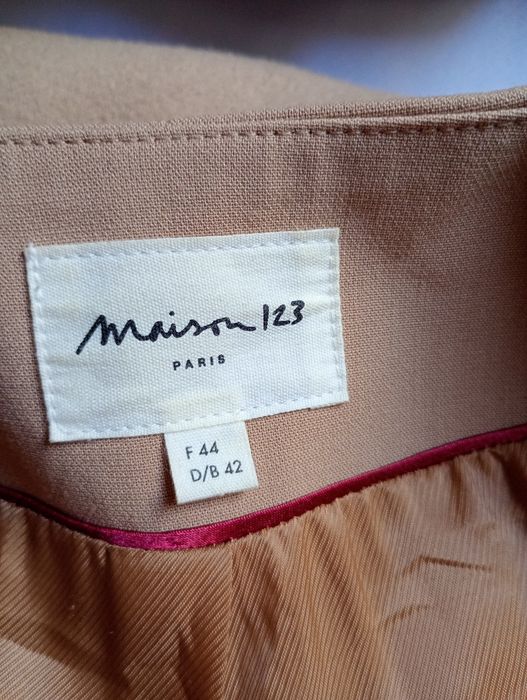 maison 123
PARIS
F 44
D/B 42